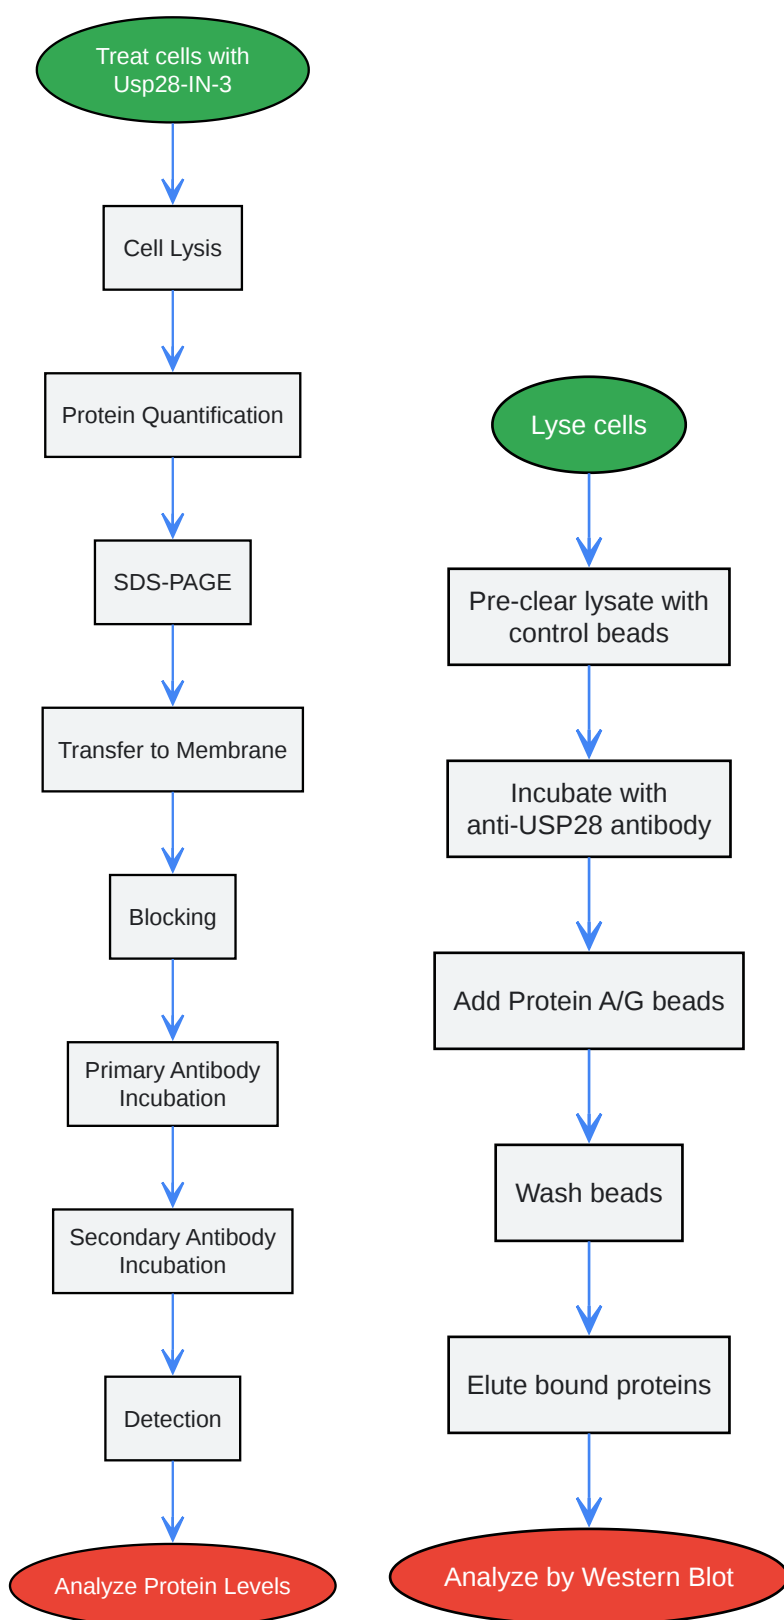 Treat cells with
Usp28-IN-3
Cell Lysis
Protein Quantification
SDS-PAGE
Transfer to Membrane
Blocking
Primary Antibody
Incubation
Secondary Antibody
Incubation
Detection
Analyze Protein Levels
Lyse cells
Pre-clear lysate with
control beads
Incubate with
anti-USP28 antibody
Add Protein A/G beads
Wash beads
Elute bound proteins
Analyze by Western Blot